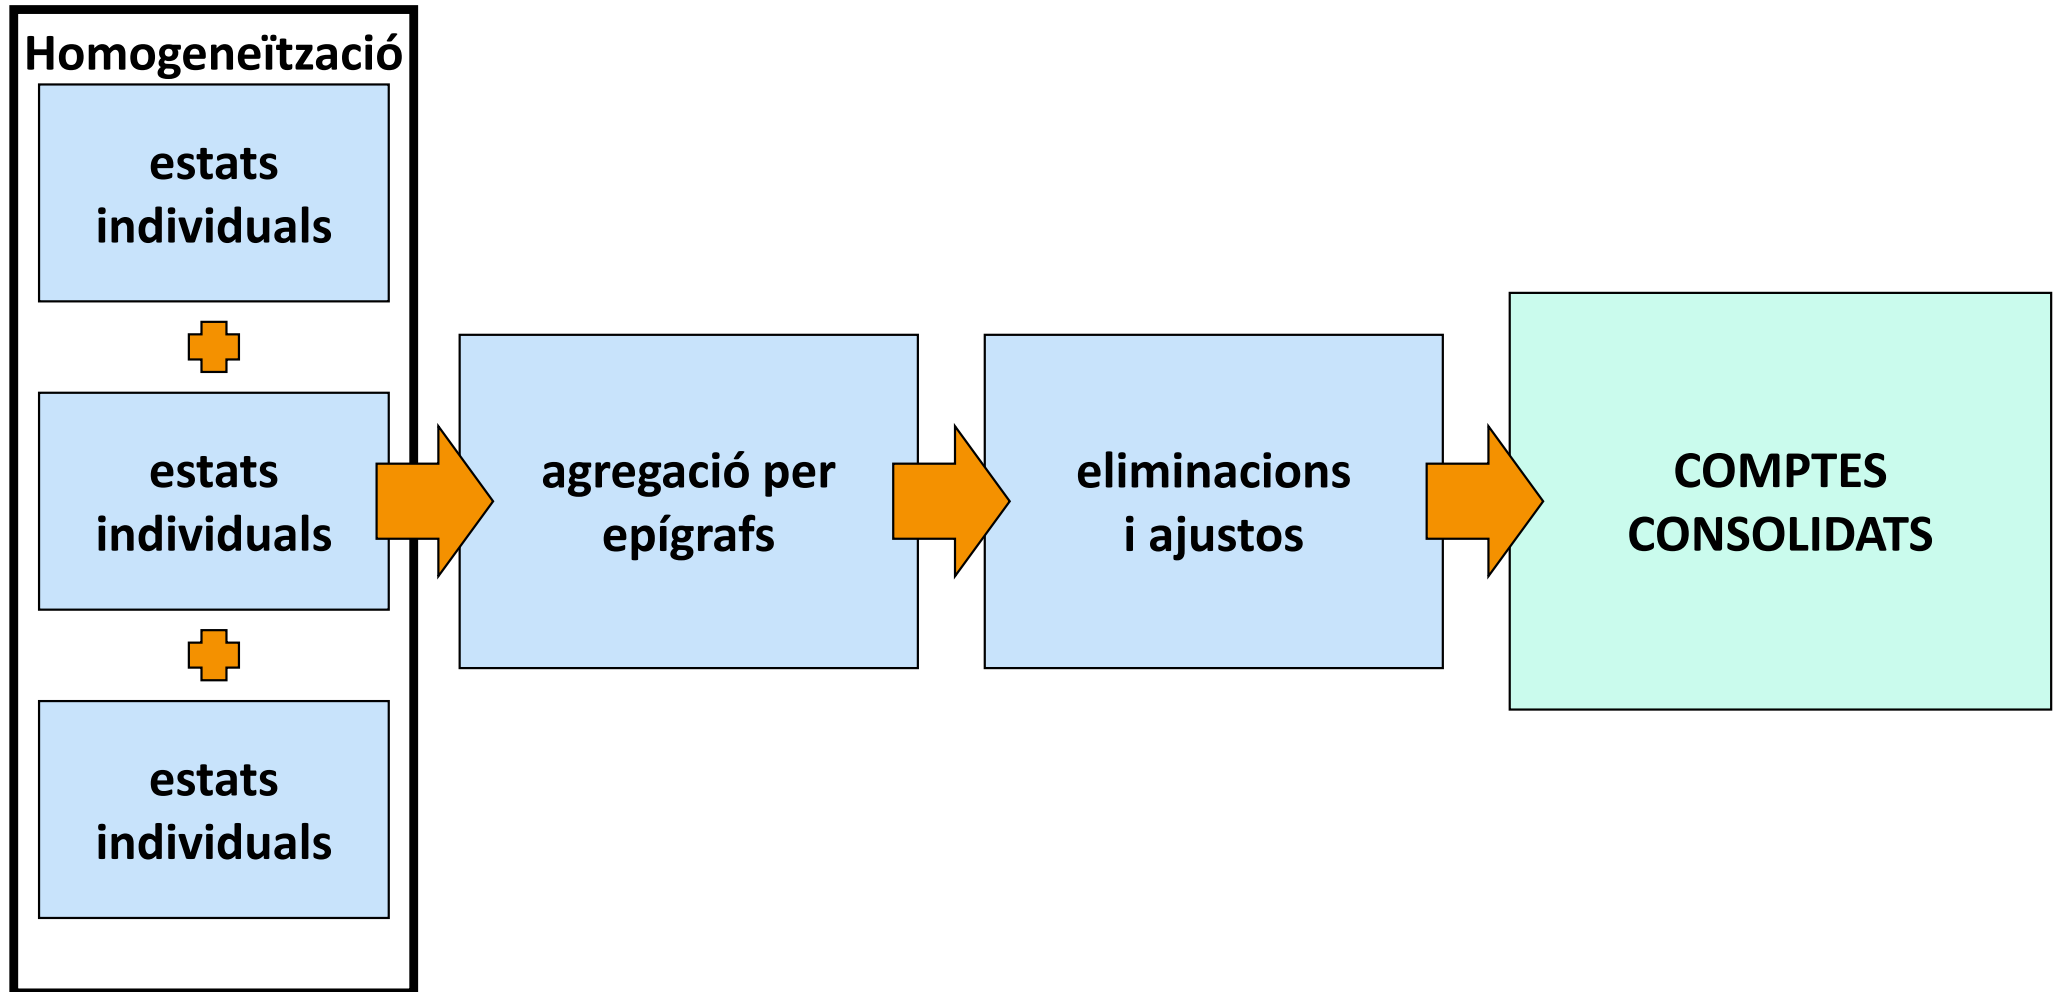 Homogeneïtzació
estats
individuals
estats
individuals
estats
individuals
agregació per
epígrafs
eliminacions
i ajustos
COMPTES
CONSOLIDATS